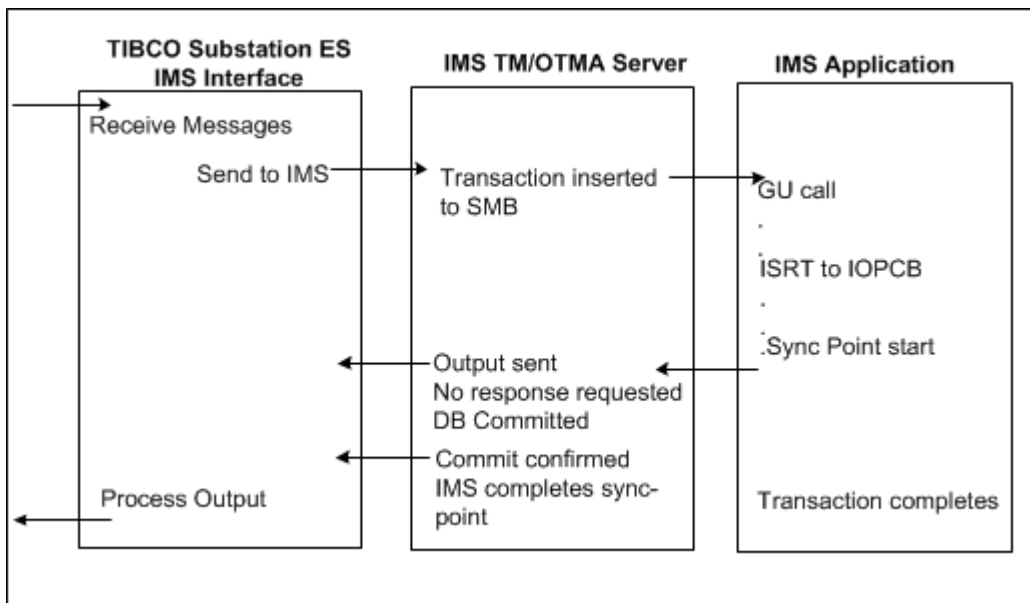 TIBCO Substation ES
IMS Interface
IMS TM/OTMA Server
IMS Application
Receive Messages
Send to IMS
Transaction inserted
to SMB
GU call
.
.
ISRT to IOPCB
.
.
.Sync Point start
Output sent
No response requested
DB Committed
Commit confirmed
IMS completes sync-
point
Process Output
Transaction completes